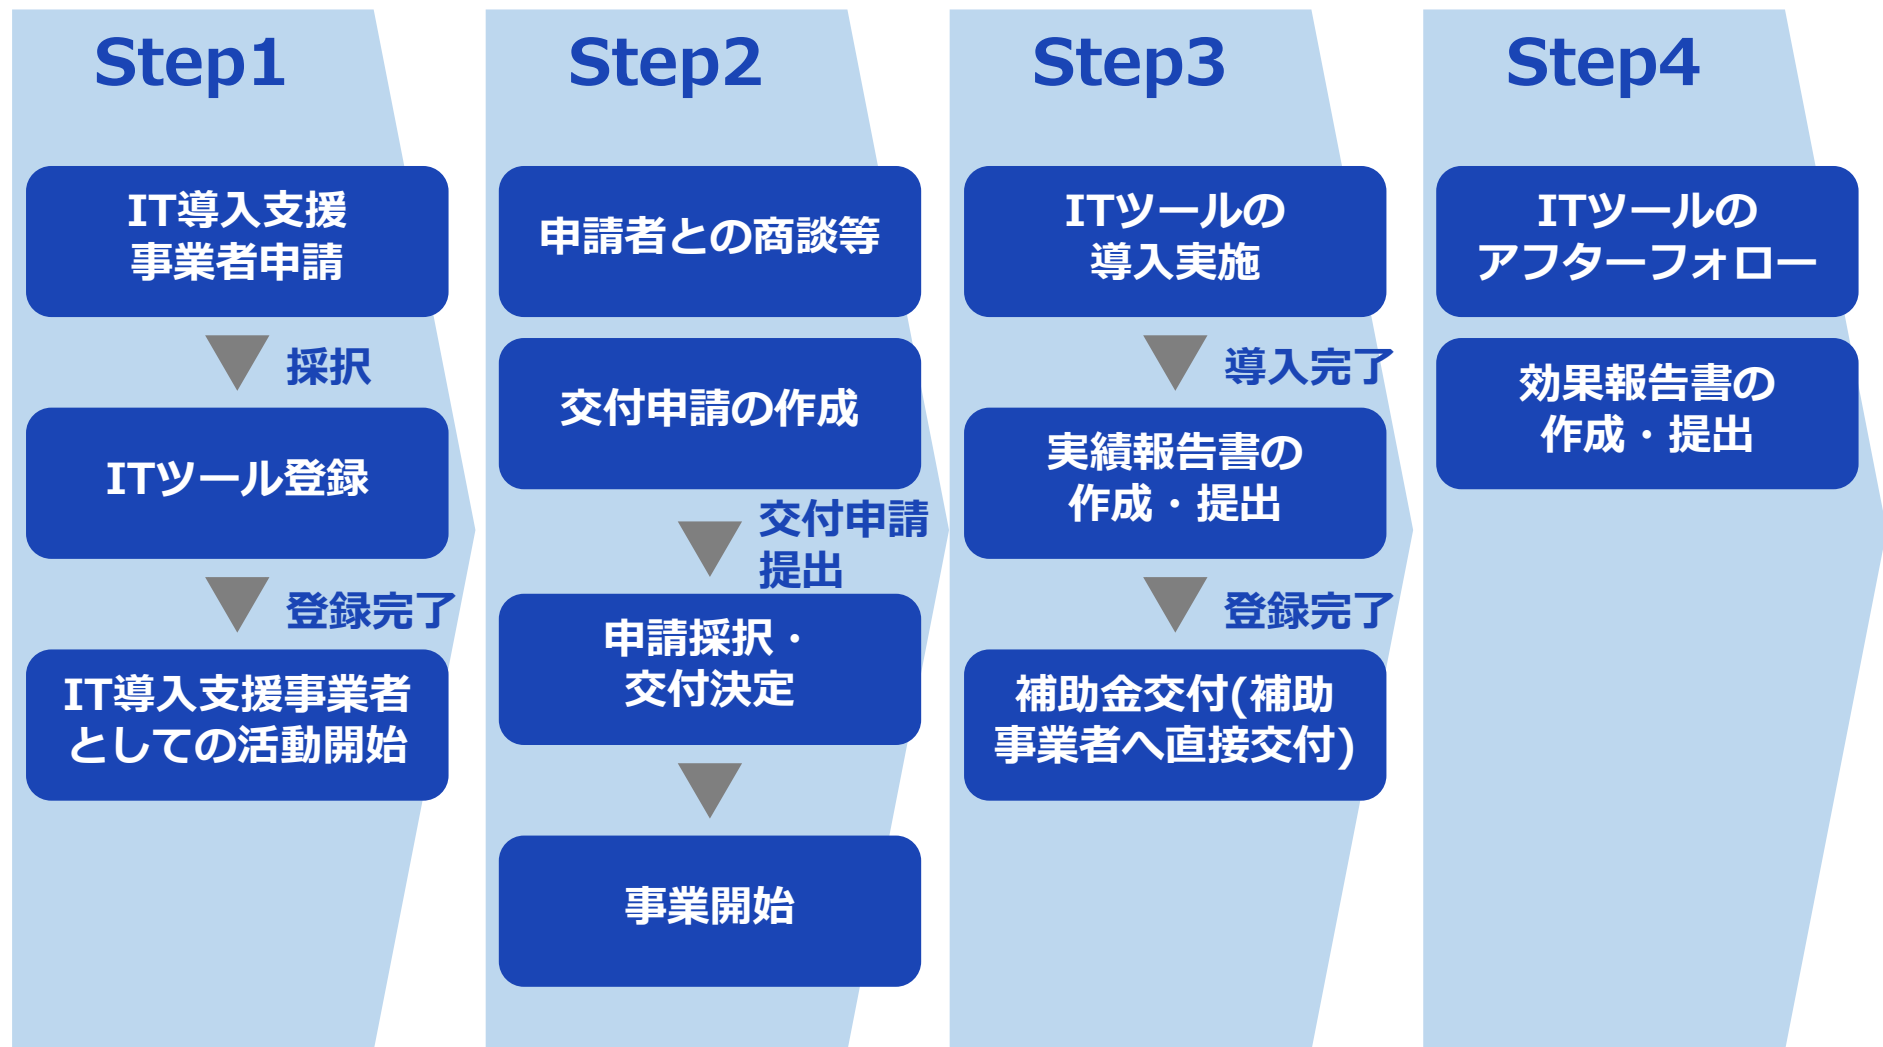 Step1
IT導入支援
事業者申請
採択
ITツール登録
登録完了
IT導入支援事業者
としての活動開始
Step2
申請者との商談等
交付申請の作成
交付申請
提出
申請採択・
交付決定
事業開始
Step3
ITツールの
導入実施
導入完了
実績報告書の
作成・提出
登録完了
補助金交付(補助
事業者へ直接交付)
Step4
ITツールの
アフターフォロー
効果報告書の
作成・提出